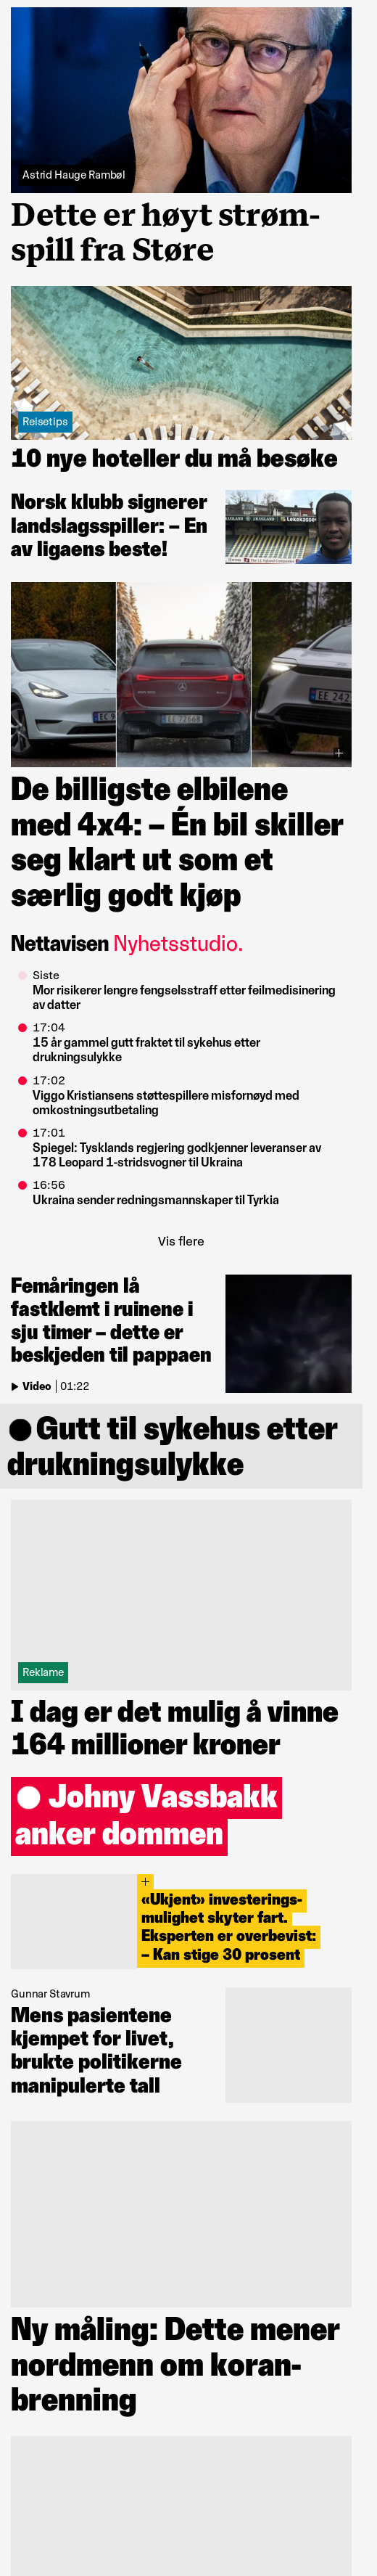 Astrid Hauge Rambøl
Dette er høyt strøm-
spill fra Støre
Reisetips
10 nye hoteller du må besøke
Norsk klubb signerer
landslagsspiller: – En
av ligaens beste!
De billigste elbilene
med 4x4: – Én bil skiller
seg klart ut som et
særlig godt kjøp
Nettavisen Nyhetsstudio.
Siste
Mor risikerer lengre fengselsstraff etter feilmedisinering
av datter
17:04
15 år gammel gutt fraktet til sykehus etter
drukningsulykke
17:02
Viggo Kristiansens støttespillere misfornøyd med
omkostningsutbetaling
17:01
Spiegel: Tysklands regjering godkjenner leveranser av
178 Leopard 1-stridsvogner til Ukraina
16:56
Ukraina sender redningsmannskaper til Tyrkia
Vis flere
Femåringen lå
fastklemt i ruinene i
sju timer – dette er
beskjeden til pappaen
Video | 01:22
Gutt til sykehus etter
drukningsulykke
Reklame
I dag er det mulig å vinne
164 millioner kroner
Johny Vassbakk
anker dommen
+
«Ukjent» investerings-
mulighet skyter fart.
Eksperten er overbevist:
– Kan stige 30 prosent
Gunnar Stavrum
Mens pasientene
kjempet for livet,
brukte politikerne
manipulerte tall
Ny måling: Dette mener
nordmenn om koran-
brenning